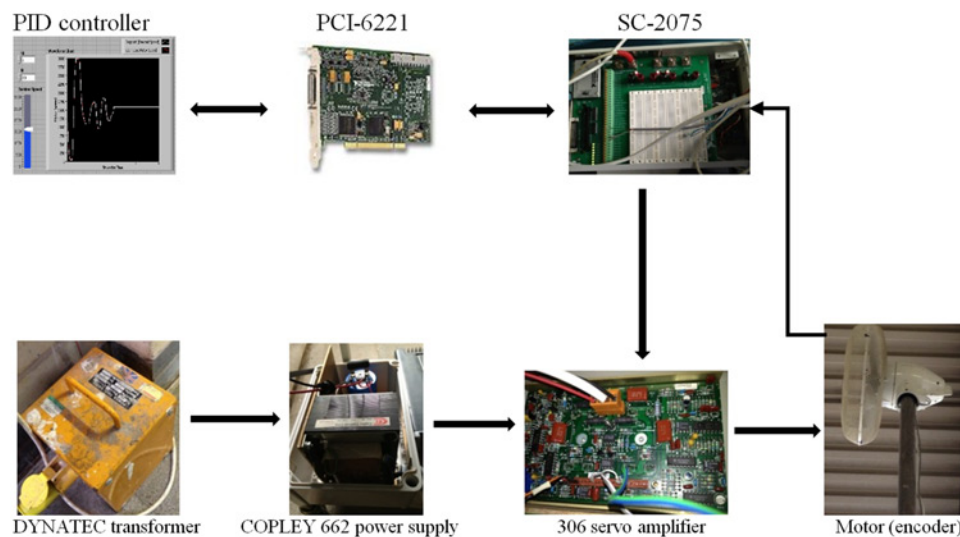 PID controller
PCI-6221
SC-2075
DYNATEC transformer
COPLEY 662 power supply
306 servo amplifier
Motor (encoder)